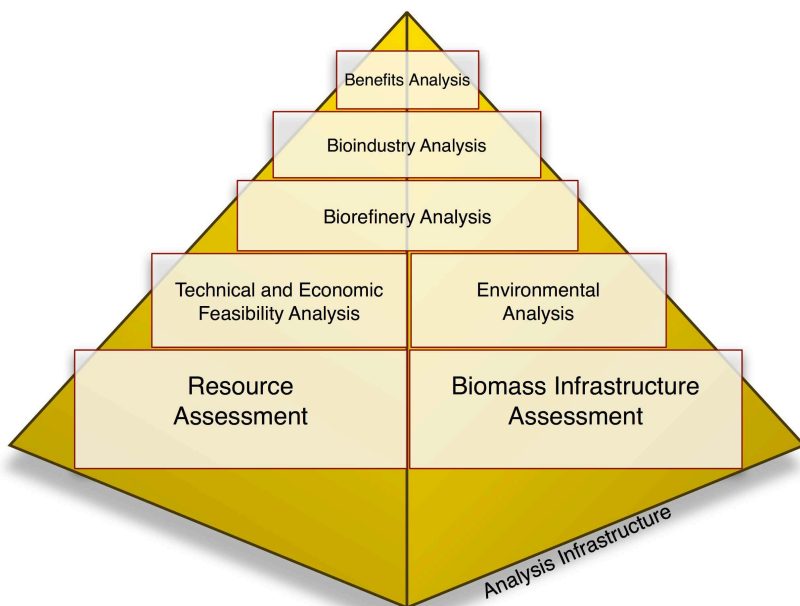 Benefits Analysis
Bioindustry Analysis
Biorefinery Analysis
Technical and Economic
Feasibility Analysis
Environmental
Analysis
Resource
Assessment
Biomass Infrastructure
Assessment
Analysis Infrastructure